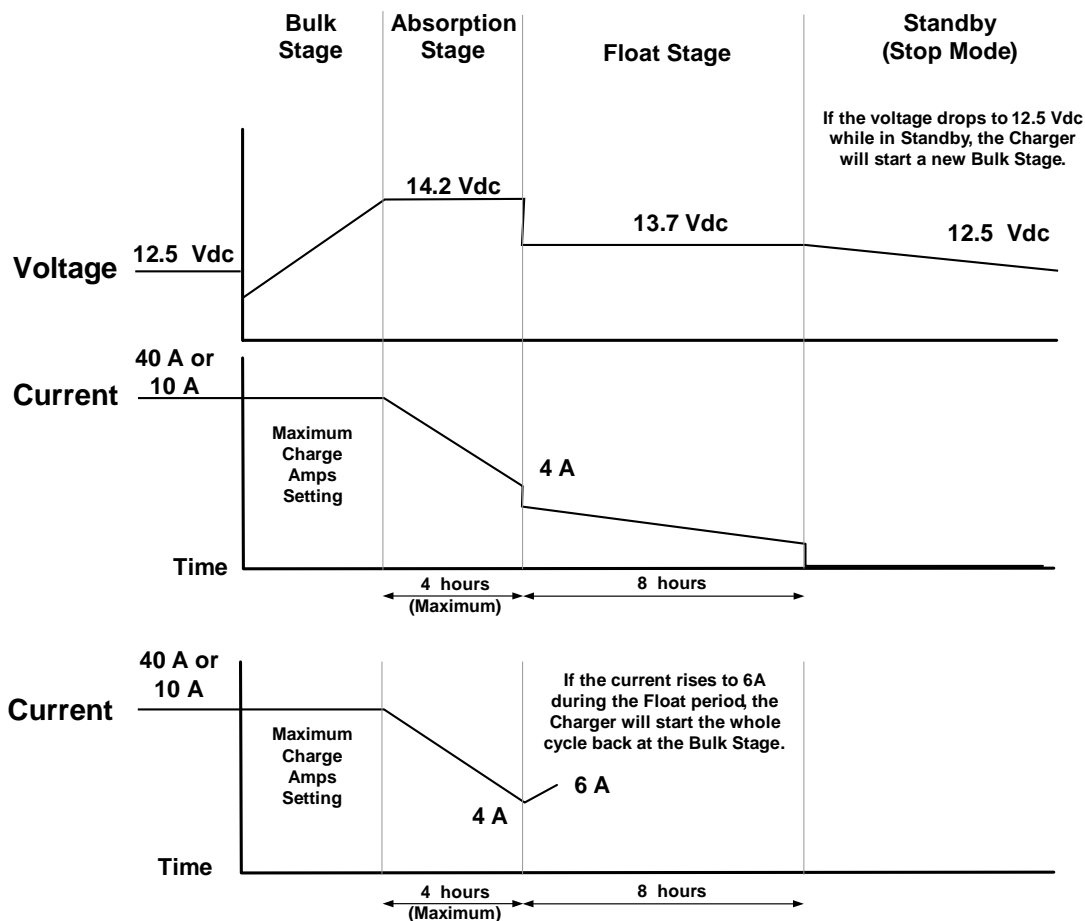 Bulk
Stage
Absorption
Stage
Float Stage
Standby
(Stop Mode)
If the voltage drops to 12.5 Vdc
while in Standby, the Charger
will start a new Bulk Stage.
14.2 Vdc
13.7 Vdc
12.5 Vdc
12.5 Vdc
Voltage
40 A or
10 A
Current
Maximum
Charge
Amps
Setting
4 A
Time
4 hours
(Maximum)
8 hours
40 A or
10 A
Current
If the current rises to 6A
during the Float period, the
Charger will start the whole
cycle back at the Bulk Stage.
Maximum
Charge
Amps
Setting
6 A
4 A
Time
4 hours
(Maximum)
8 hours